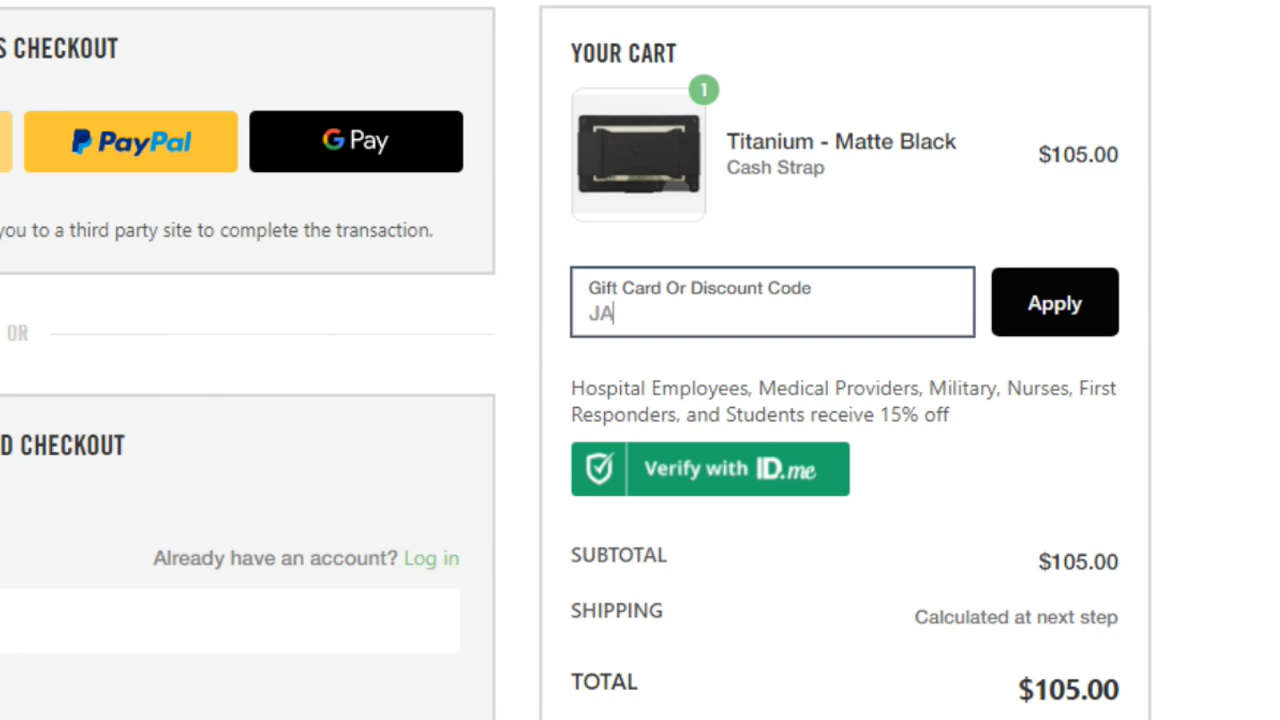 S CHECKOUT
PayPal
G Pay
you to a third party site to complete the transaction.
OR
D CHECKOUT
Already have an account? Log in
YOUR CART
1
Titanium - Matte Black
Cash Strap
$105.00
Gift Card Or Discount Code
JA
Apply
Hospital Employees, Medical Providers, Military, Nurses, First
Responders, and Students receive 15% off
Verify with ID.me
SUBTOTAL
$105.00
SHIPPING
Calculated at next step
TOTAL
$105.00